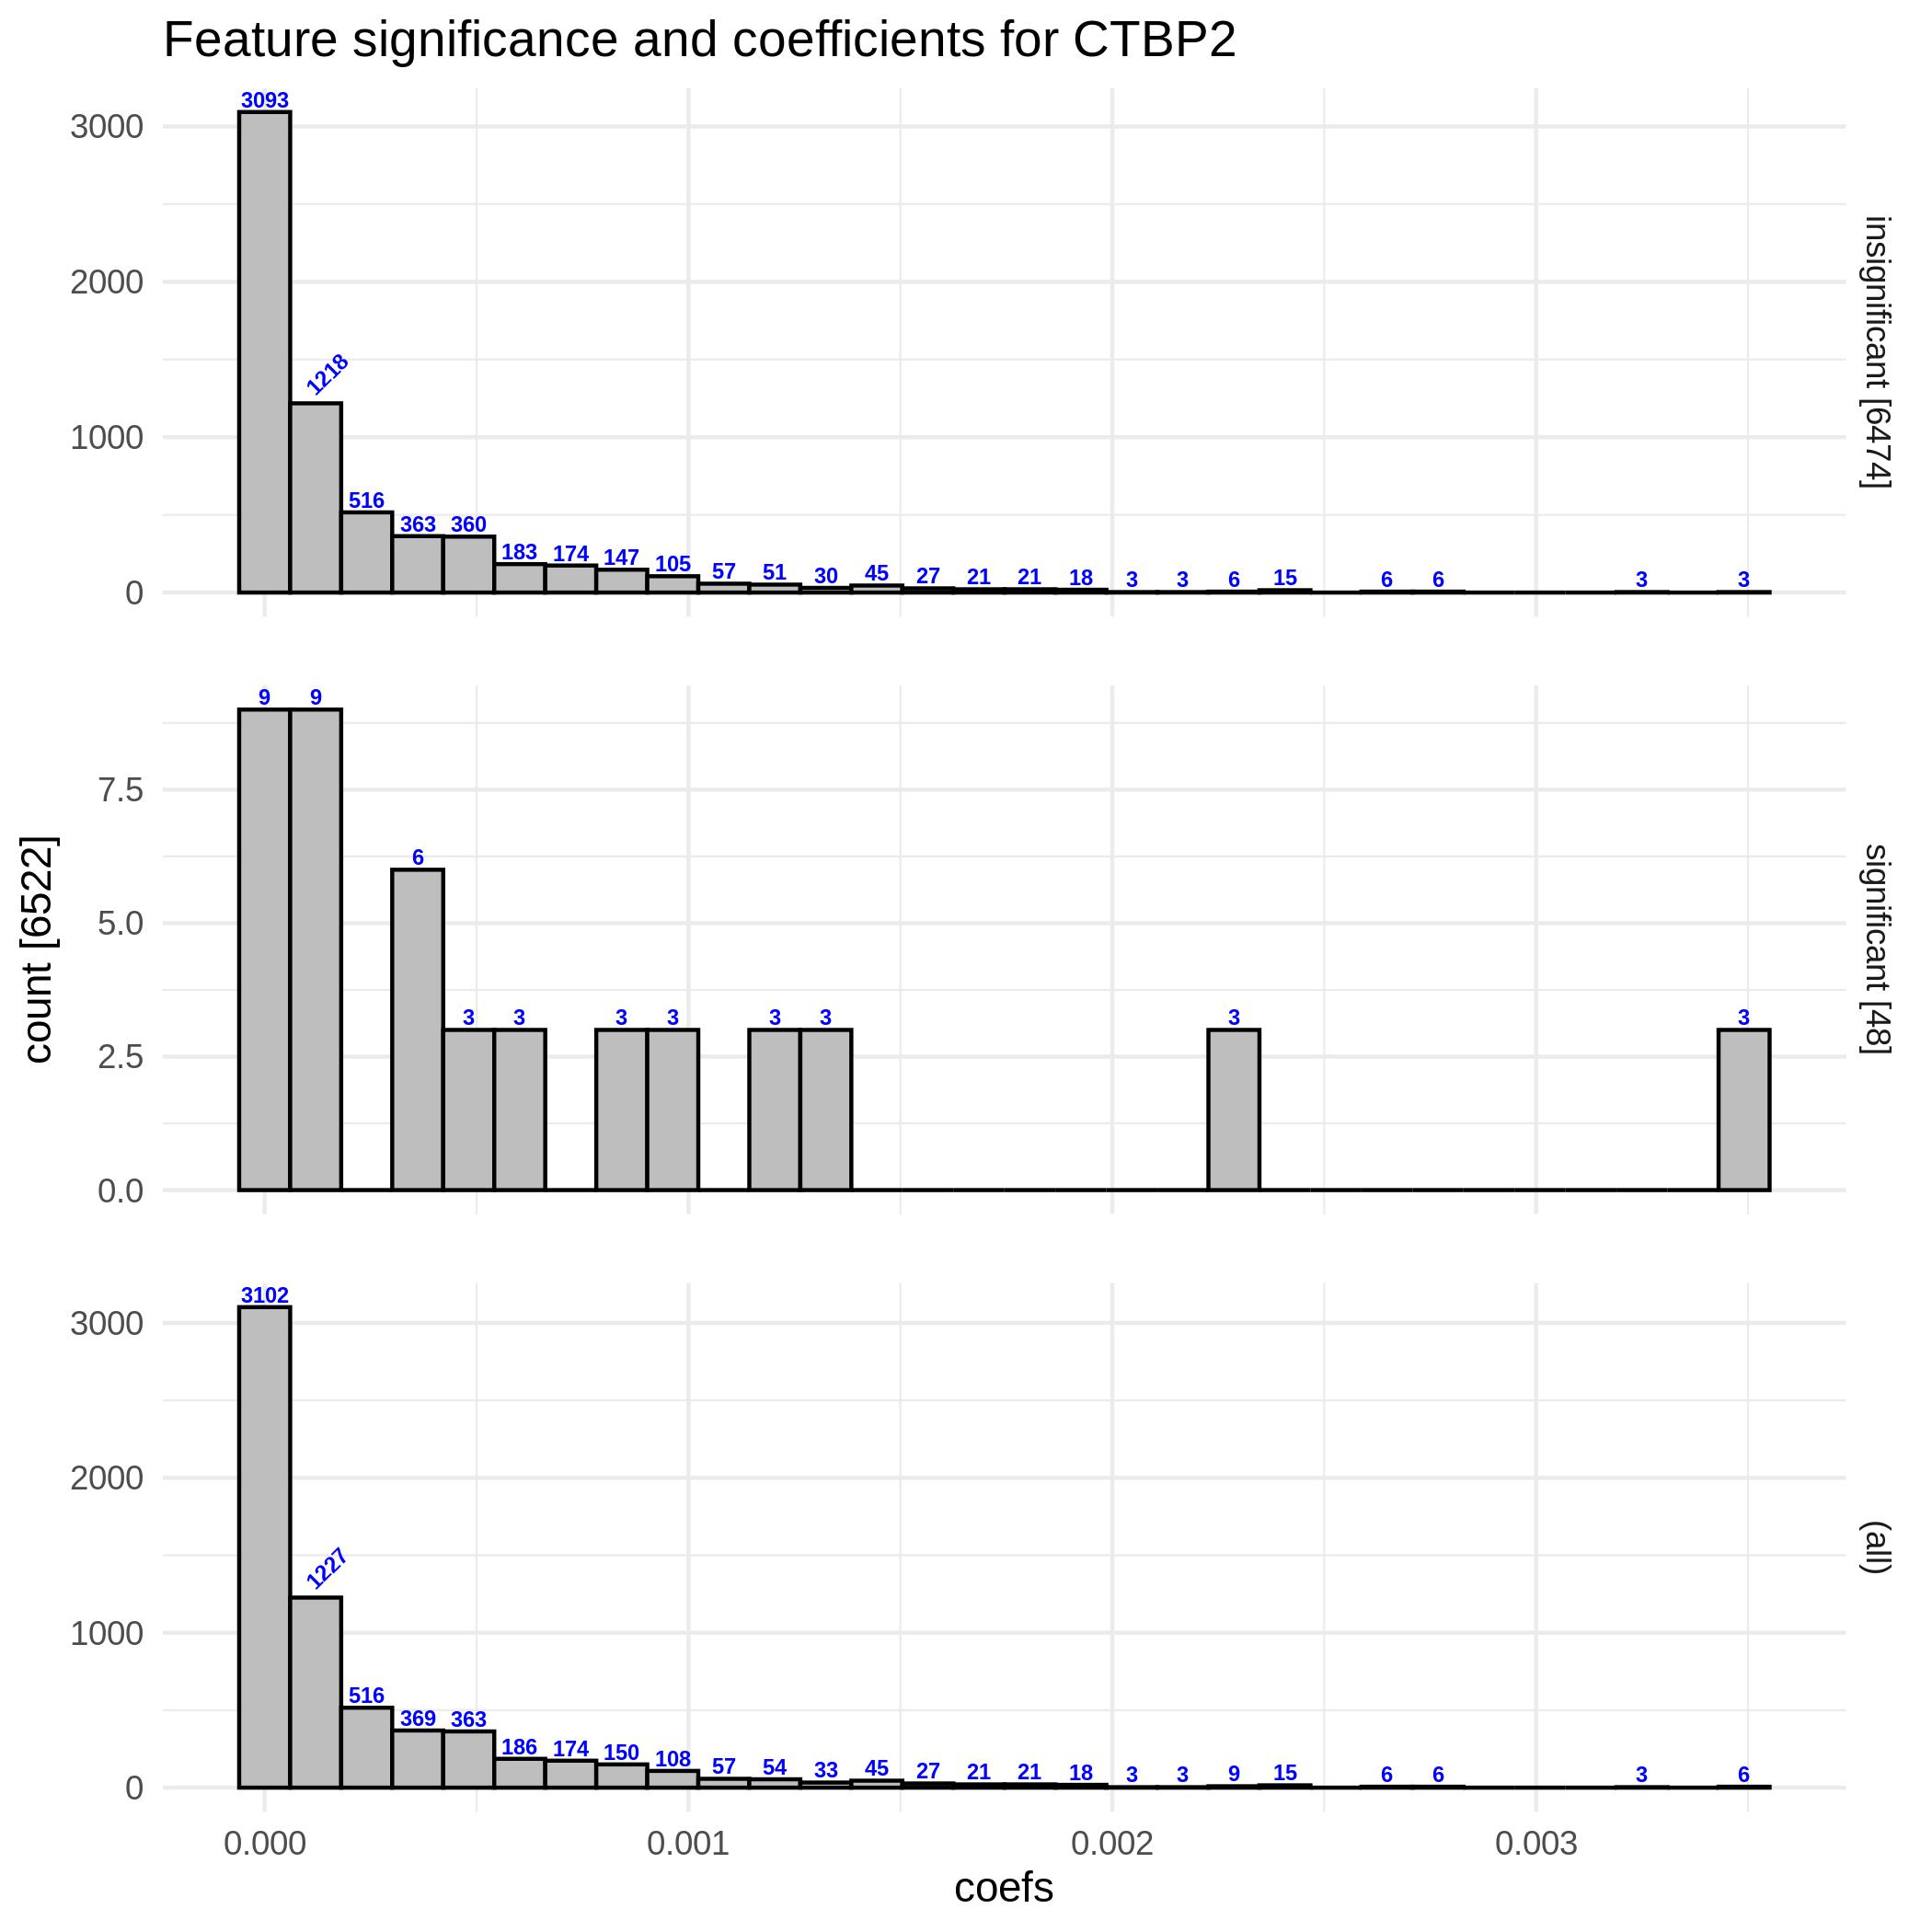 Feature significance and coefficients for CTBP2
3093
3000
2000
1218
1000
516
363 360
183 174 147 105 57 51 30 45 27 21 21 18 3 3 6 15 6 6 3 3
0
insignificant [6474]
9 9
7.5
6
5.0
3 3 3 3 3 3 3 3
2.5
0.0
significant [48]
count [6522]
3102
3000
2000
1227
1000
516
369 363
186 174 150 108 57 54 33 45 27 21 21 18 3 3 9 15 6 6 3 6
0
(all)
0.000 0.001 0.002 0.003
coefs